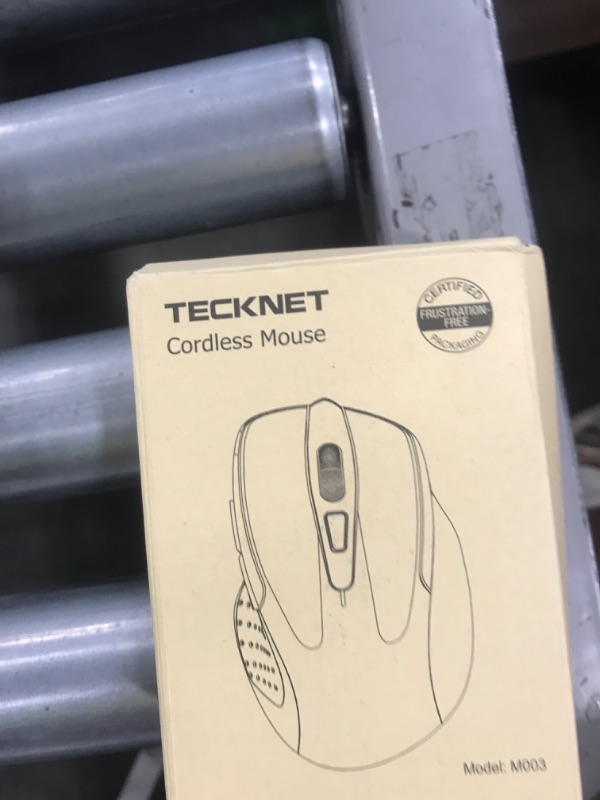 TECKNET
Cordless Mouse
CERTIFIED
FRUSTRATION-
FREE
PACKAGING
Model: M003